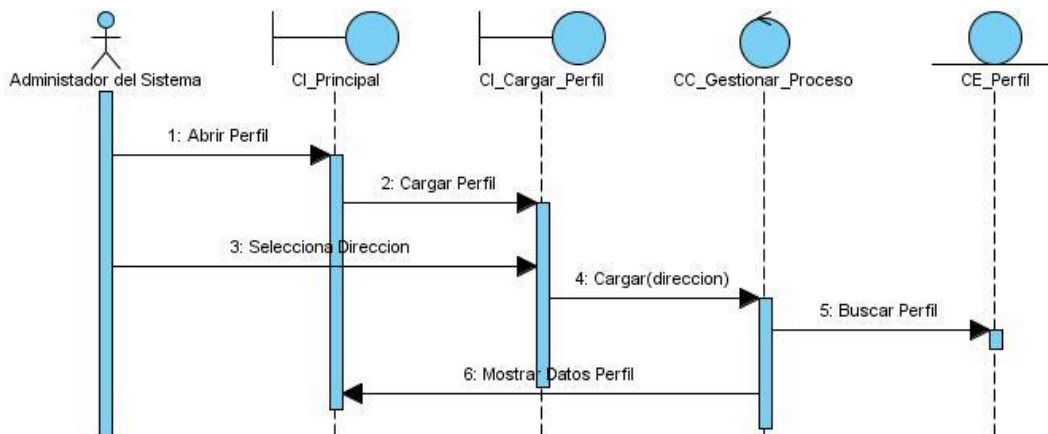 Administador del Sistema
CI_Principal
CI_Cargar_Perfil
CC_Gestionar_Proceso
CE_Perfil
1: Abrir Perfil
2: Cargar Perfil
3: Selecciona Direccion
4: Cargar(direccion)
5: Buscar Perfil
6: Mostrar Datos Perfil